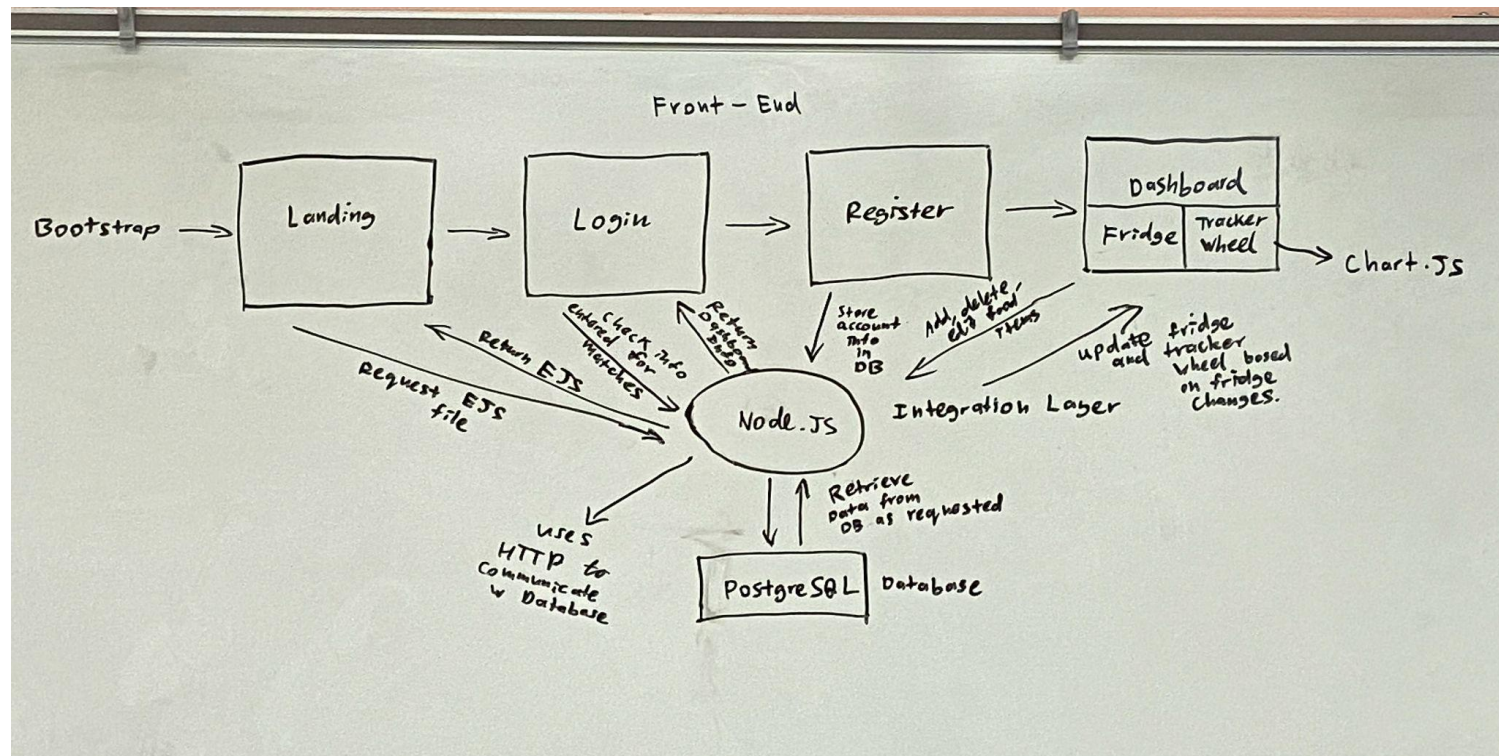 Front - End
Bootstrap
Landing
Login
Register
Dashboard
Fridge
Tracker
Wheel
Chart.JS
Request EJS
file
Return EJS
Check info
entered for
matches
Return
Dashboard
Info
Store
account
info
in
DB
Add, delete,
edit food
items
update fridge
and tracker
wheel based
on fridge
changes.
Node.JS
Integration Layer
uses
HTTP to
Communicate
w Database
Retrieve
Data from
DB as requested
PostgreSQL
Database